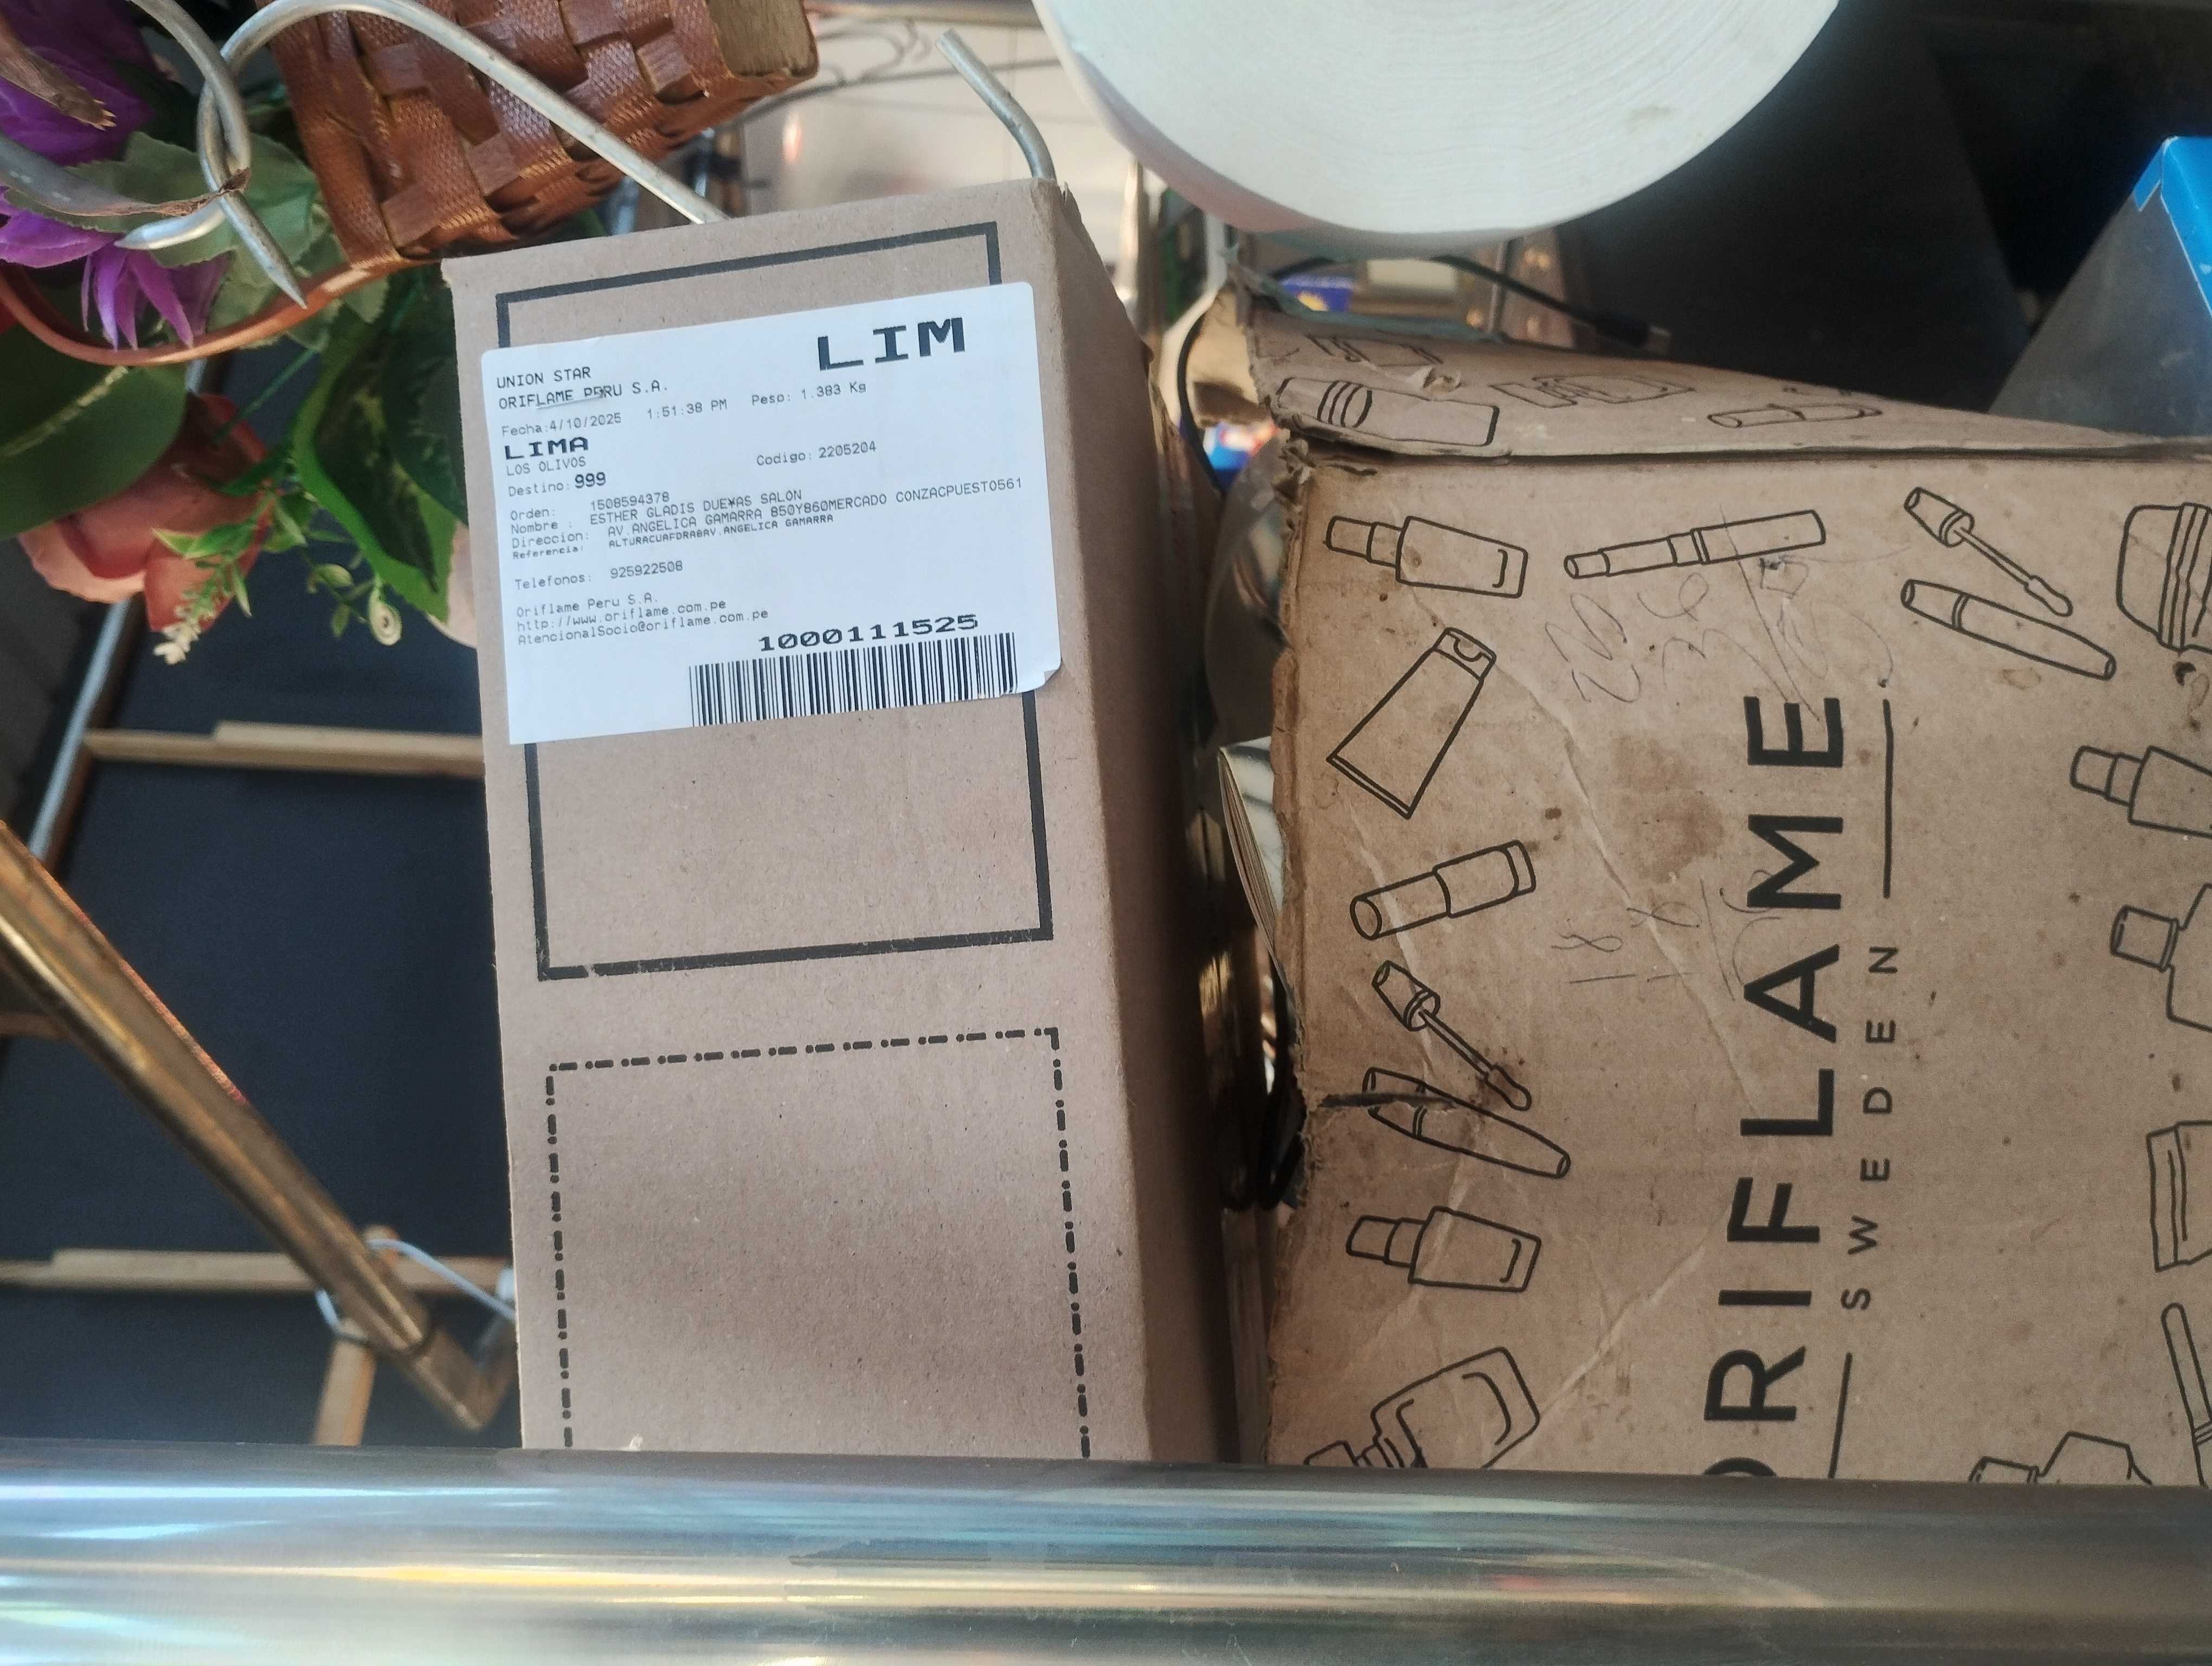 LIM
UNION STAR
ORIFLAME PERU S.A.
Fecha:4/10/2025 1:51:38 PM Peso: 1.383 Kg
LIMA
LOS OLIVOS
Codigo: 2205204
Destino: 999
Orden: 1508594378
Nombre : ESTHER GLADIS DUE¥AS SALON
Direccion: AV.ANGELICA GAMARRA 850Y860MERCADO CONZACPUESTO561
Referencia: ALTURACUAFDRA8AV.ANGELICA GAMARRA
Telefonos: 925922508
Oriflame Peru S.A.
http://www.oriflame.com.pe
AtencionalSocio@oriflame.com.pe
1000111525
ORIFLAME
SWEDEN